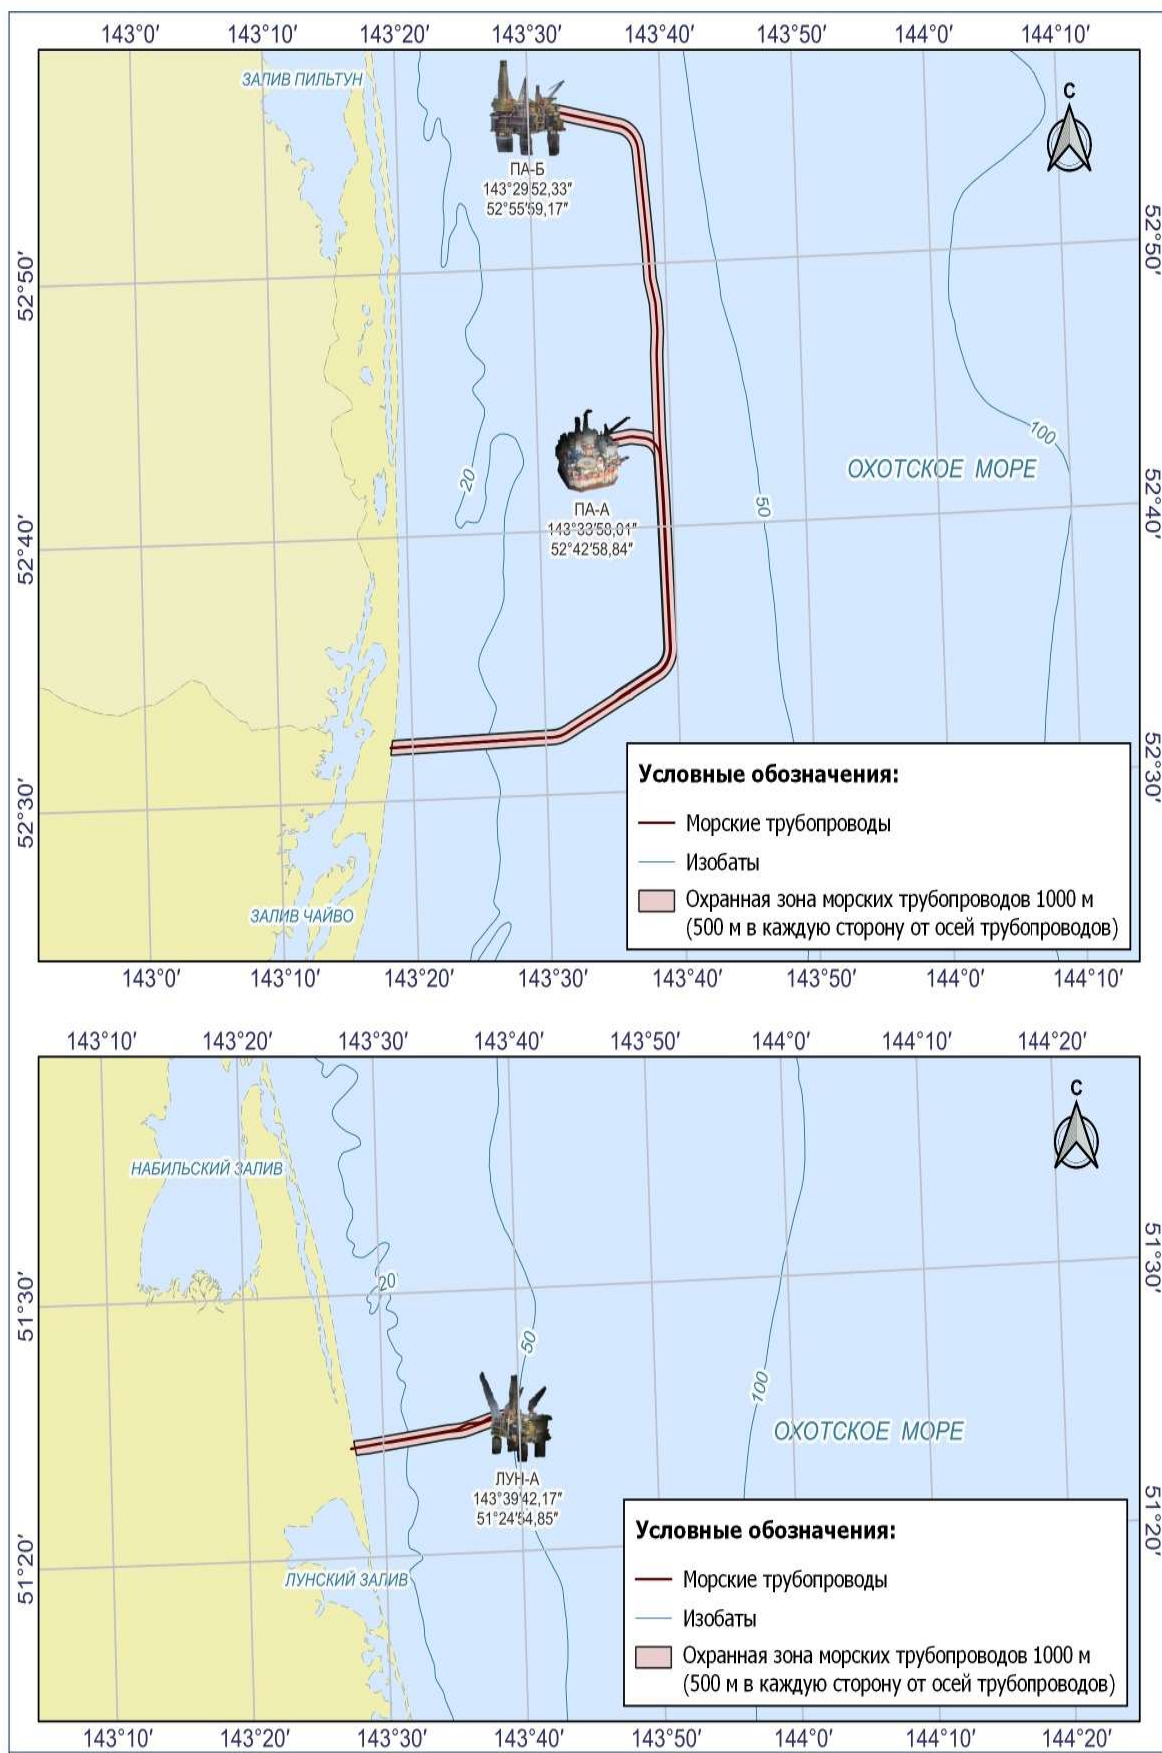 143°0′ 143°10′ 143°20′ 143°30′ 143°40′ 143°50′ 144°0′ 144°10′
ЗАЛИВ ПИЛЬТУН
С
ПА-Б
143°29′52,33″
52°55′59,17″
52°50′
52°50′
100
ОХОТСКОЕ МОРЕ
20
50
ПА-А
143°33′58,01″
52°42′58,84″
52°40′
52°40′
Условные обозначения:
Морские трубопроводы
Изобаты
Охранная зона морских трубопроводов 1000 м
(500 м в каждую сторону от осей трубопроводов)
52°30′
52°30′
ЗАЛИВ ЧАЙВО
143°0′ 143°10′ 143°20′ 143°30′ 143°40′ 143°50′ 144°0′ 144°10′
143°10′ 143°20′ 143°30′ 143°40′ 143°50′ 144°0′ 144°10′ 144°20′
С
НАБИЛЬСКИЙ ЗАЛИВ
51°30′
51°30′
20
50
100
ОХОТСКОЕ МОРЕ
ЛУН-А
143°39′42,17″
51°24′54,85″
51°20′
51°20′
ЛУНСКИЙ ЗАЛИВ
Условные обозначения:
Морские трубопроводы
Изобаты
Охранная зона морских трубопроводов 1000 м
(500 м в каждую сторону от осей трубопроводов)
143°10′ 143°20′ 143°30′ 143°40′ 143°50′ 144°0′ 144°10′ 144°20′